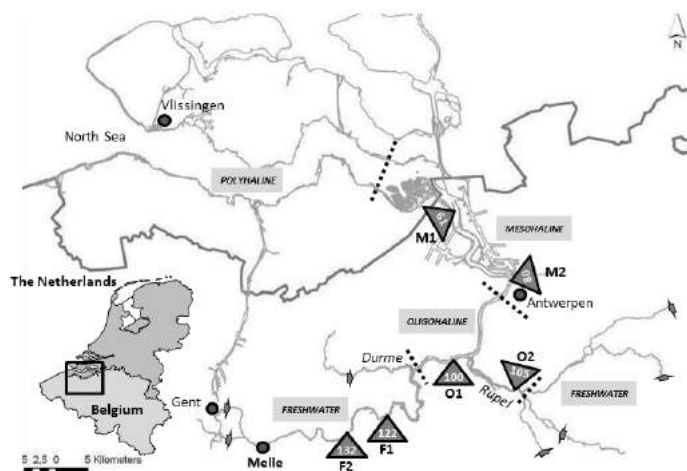 N
Vlissingen
North Sea
POLYHALINE
M1
MESOHALINE
The Netherlands
80
M2
Antwerpen
OLIGOHALINE
Durme
O2
103
100
Rupel
O1
Belgium
Gent
FRESHWATER
FRESHWATER
122
F1
132
Melle
F2
5 2,5 0 5 Kilometers